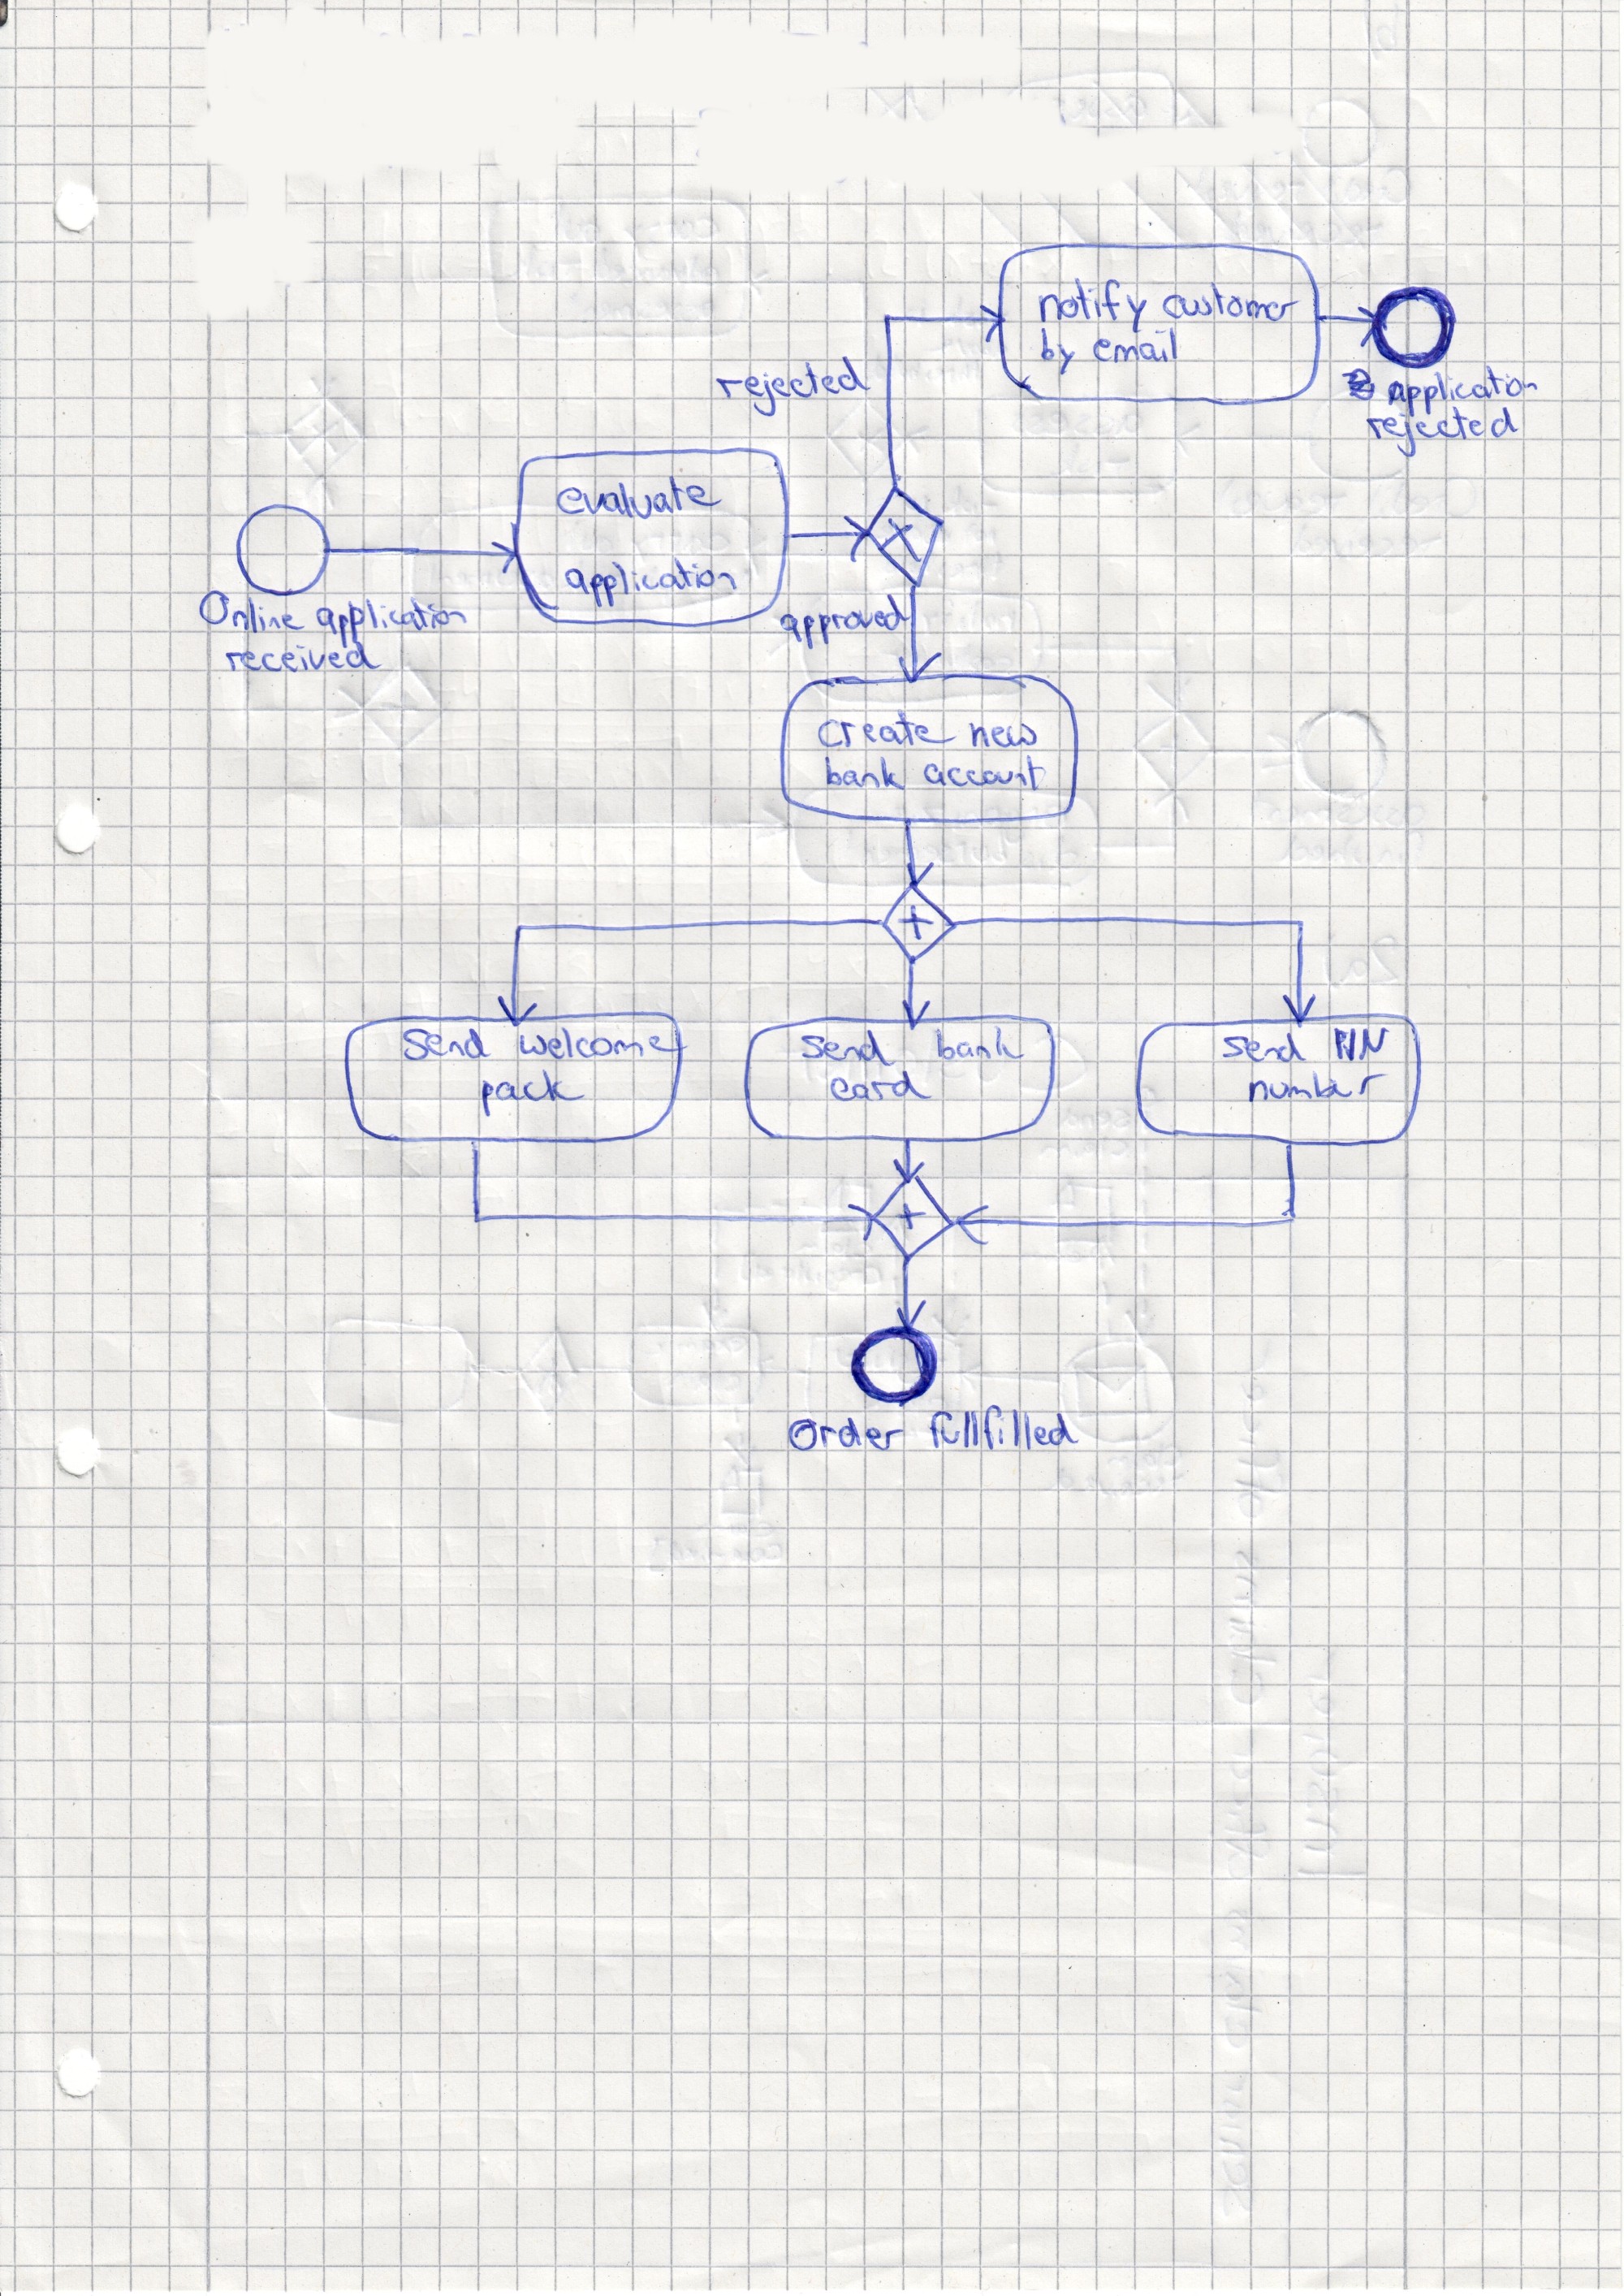 notify customer
by email
rejected
application
rejected
evaluate
application
Online application
received
approved
create new
bank account
Send welcome
pack
Send bank
card
Send PIN
number
Order fullfilled